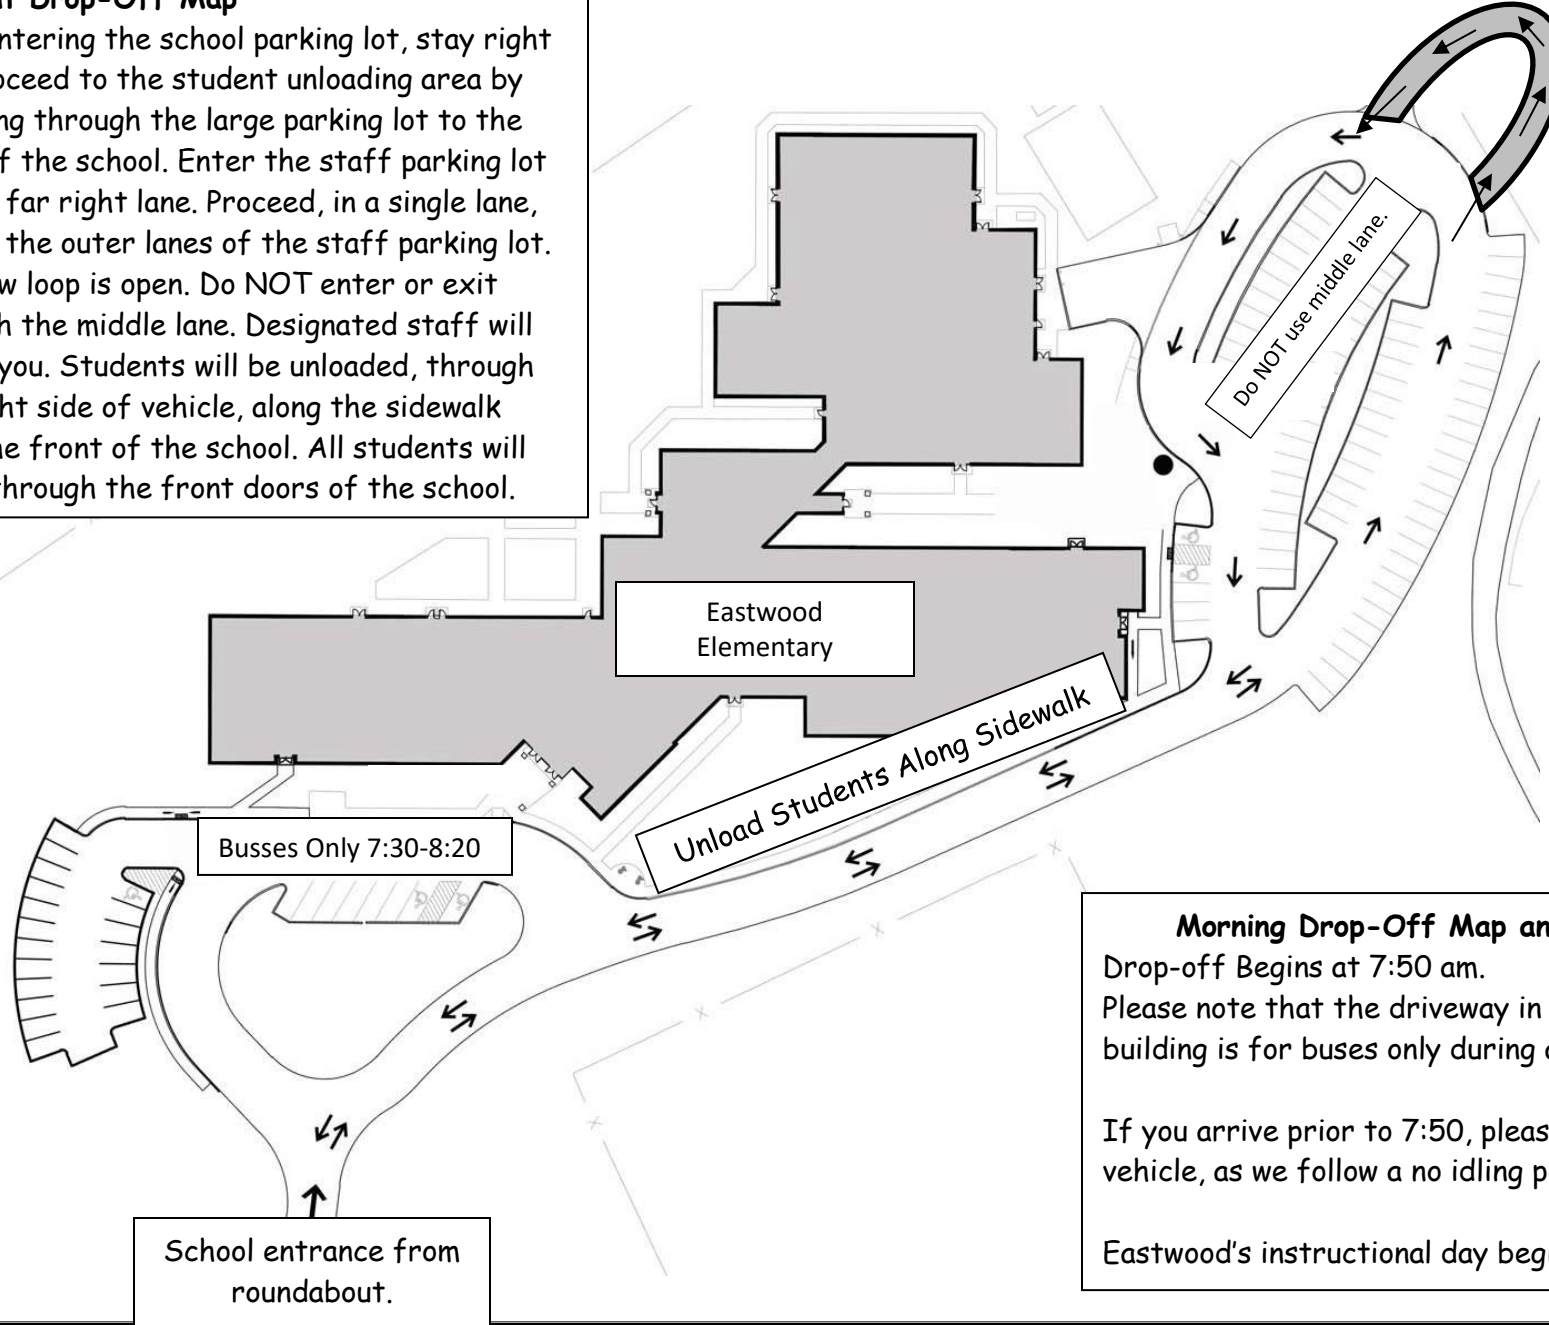 Drop-Off Map
ntering the school parking lot, stay right
oceed to the student unloading area by
ng through the large parking lot to the
f the school. Enter the staff parking lot
far right lane. Proceed, in a single lane,
the outer lanes of the staff parking lot.
w loop is open. Do NOT enter or exit
h the middle lane. Designated staff will
you. Students will be unloaded, through
ht side of vehicle, along the sidewalk
he front of the school. All students will
through the front doors of the school.
Do NOT use middle lane.
Eastwood
Elementary
Unload Students Along Sidewalk
Busses Only 7:30-8:20
Morning Drop-Off Map an
Drop-off Begins at 7:50 am.
Please note that the driveway in
building is for buses only during
If you arrive prior to 7:50, pleas
vehicle, as we follow a no idling p
Eastwood's instructional day beg
School entrance from
roundabout.